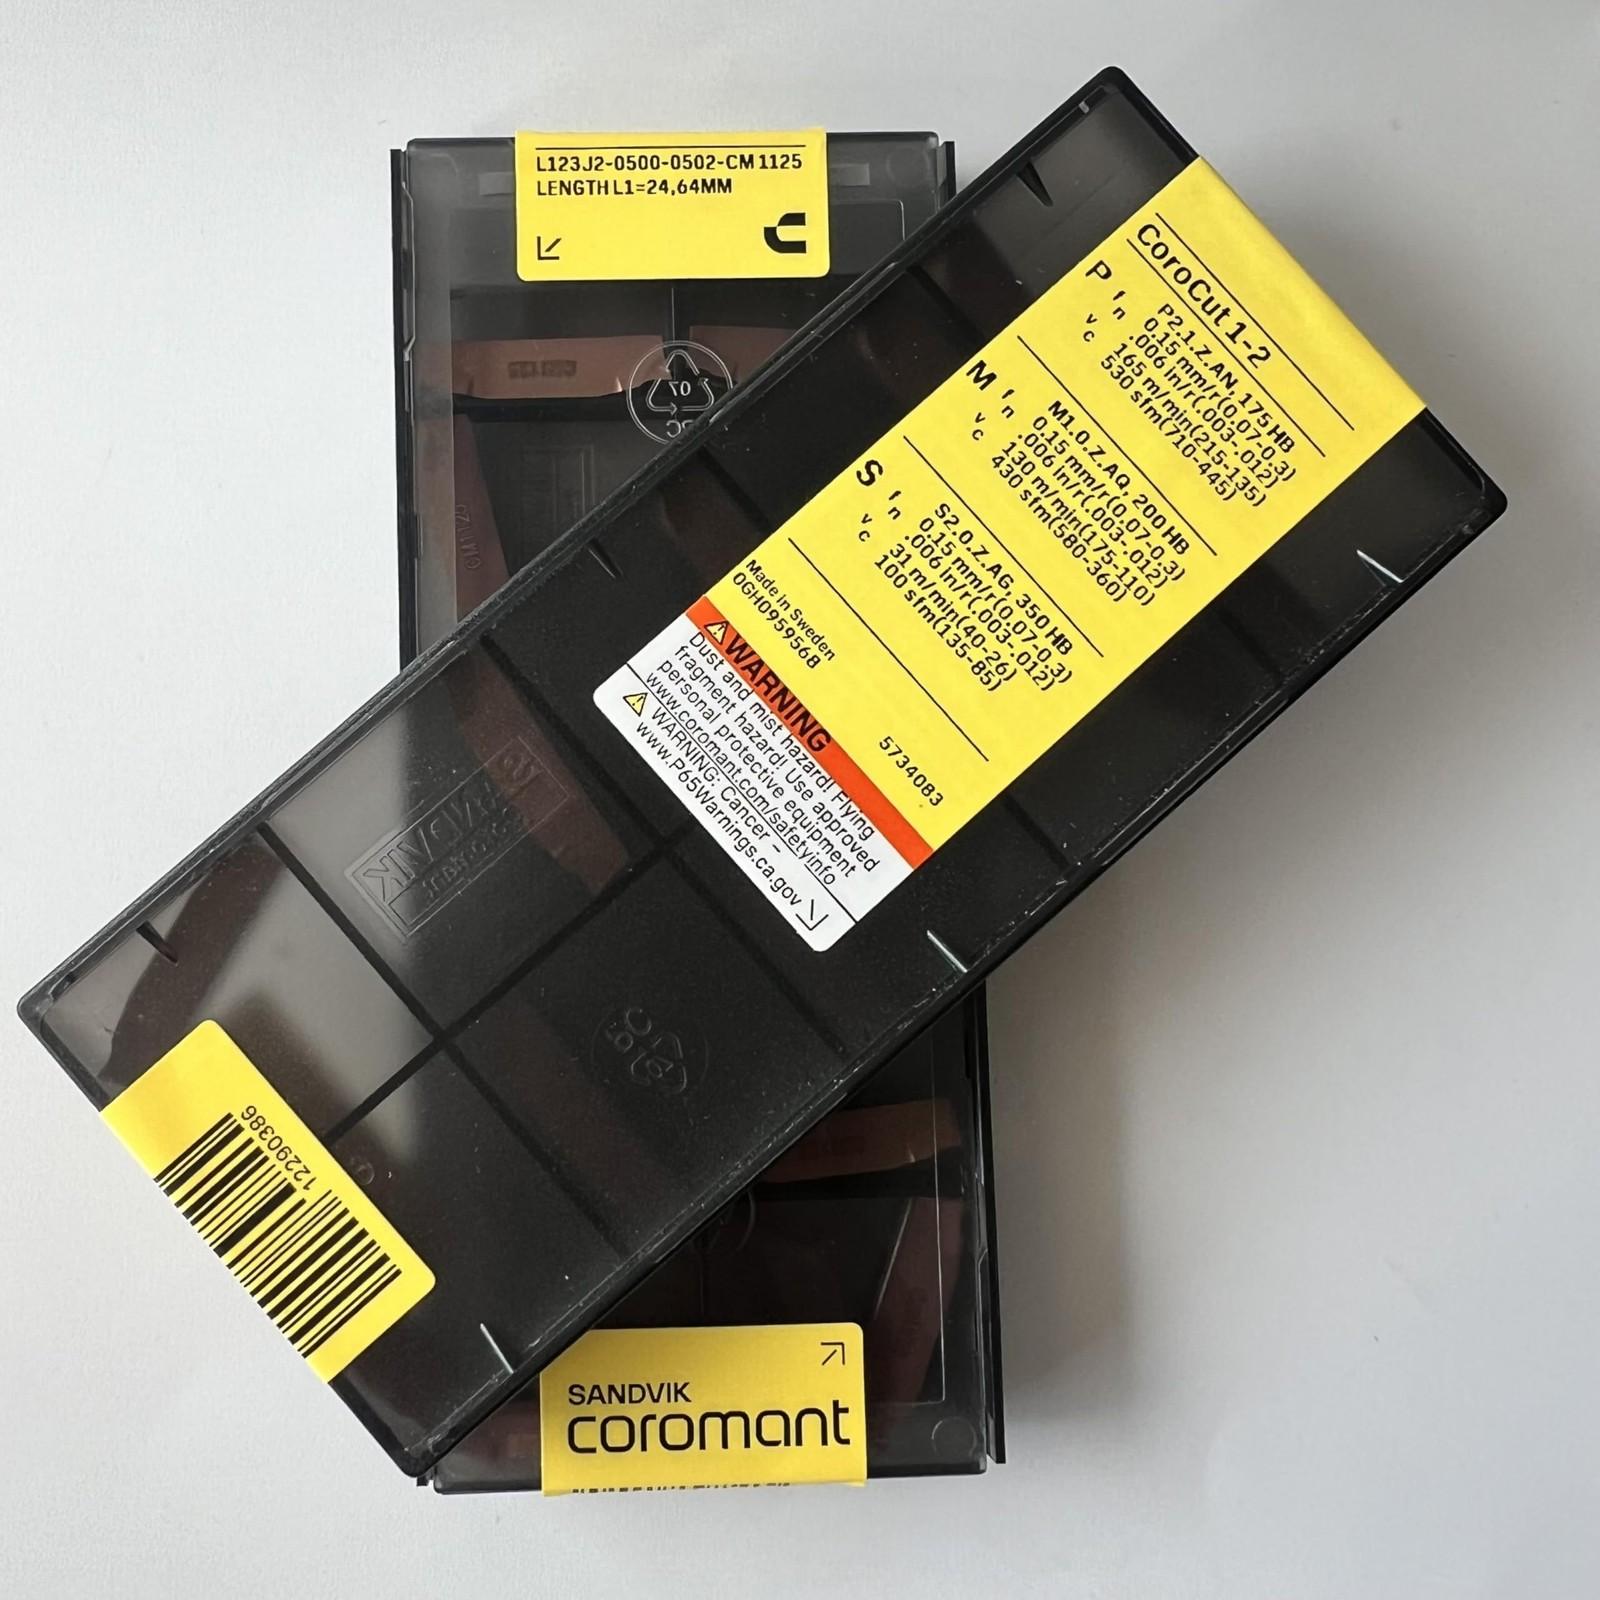 L123J2-0500-0502-CM 1125
LENGTH L1=24,64MM
07
CM1125
CoroCut 1-2
P
P2.1.Z.AN, 175 HB
fn 0,15 mm/r(0,07-0,3)
.006 in/r(.003-.012)
vc 165 m/min(215-135)
530 sfm(710-445)
M
M1.0.Z.AQ, 200 HB
fn 0,15 mm/r(0,07-0,3)
.006 in/r(.003-.012)
vc 130 m/min(175-110)
430 sfm(580-360)
S
S2.0.Z.AG, 350 HB
fn 0,15 mm/r(0,07-0,3)
.006 in/r(.003-.012)
vc 31 m/min(40-26)
100 sfm(135-85)
Made in Sweden
0GH0959568 5734083
⚠WARNING
Dust and mist hazard! Flying
fragment hazard! Use approved
personal protective equipment
www.coromant.com/safetyinfo
⚠ WARNING: Cancer -
www.P65Warnings.ca.gov
SANDVIK
Coromant
12290386
SANDVIK
coromant